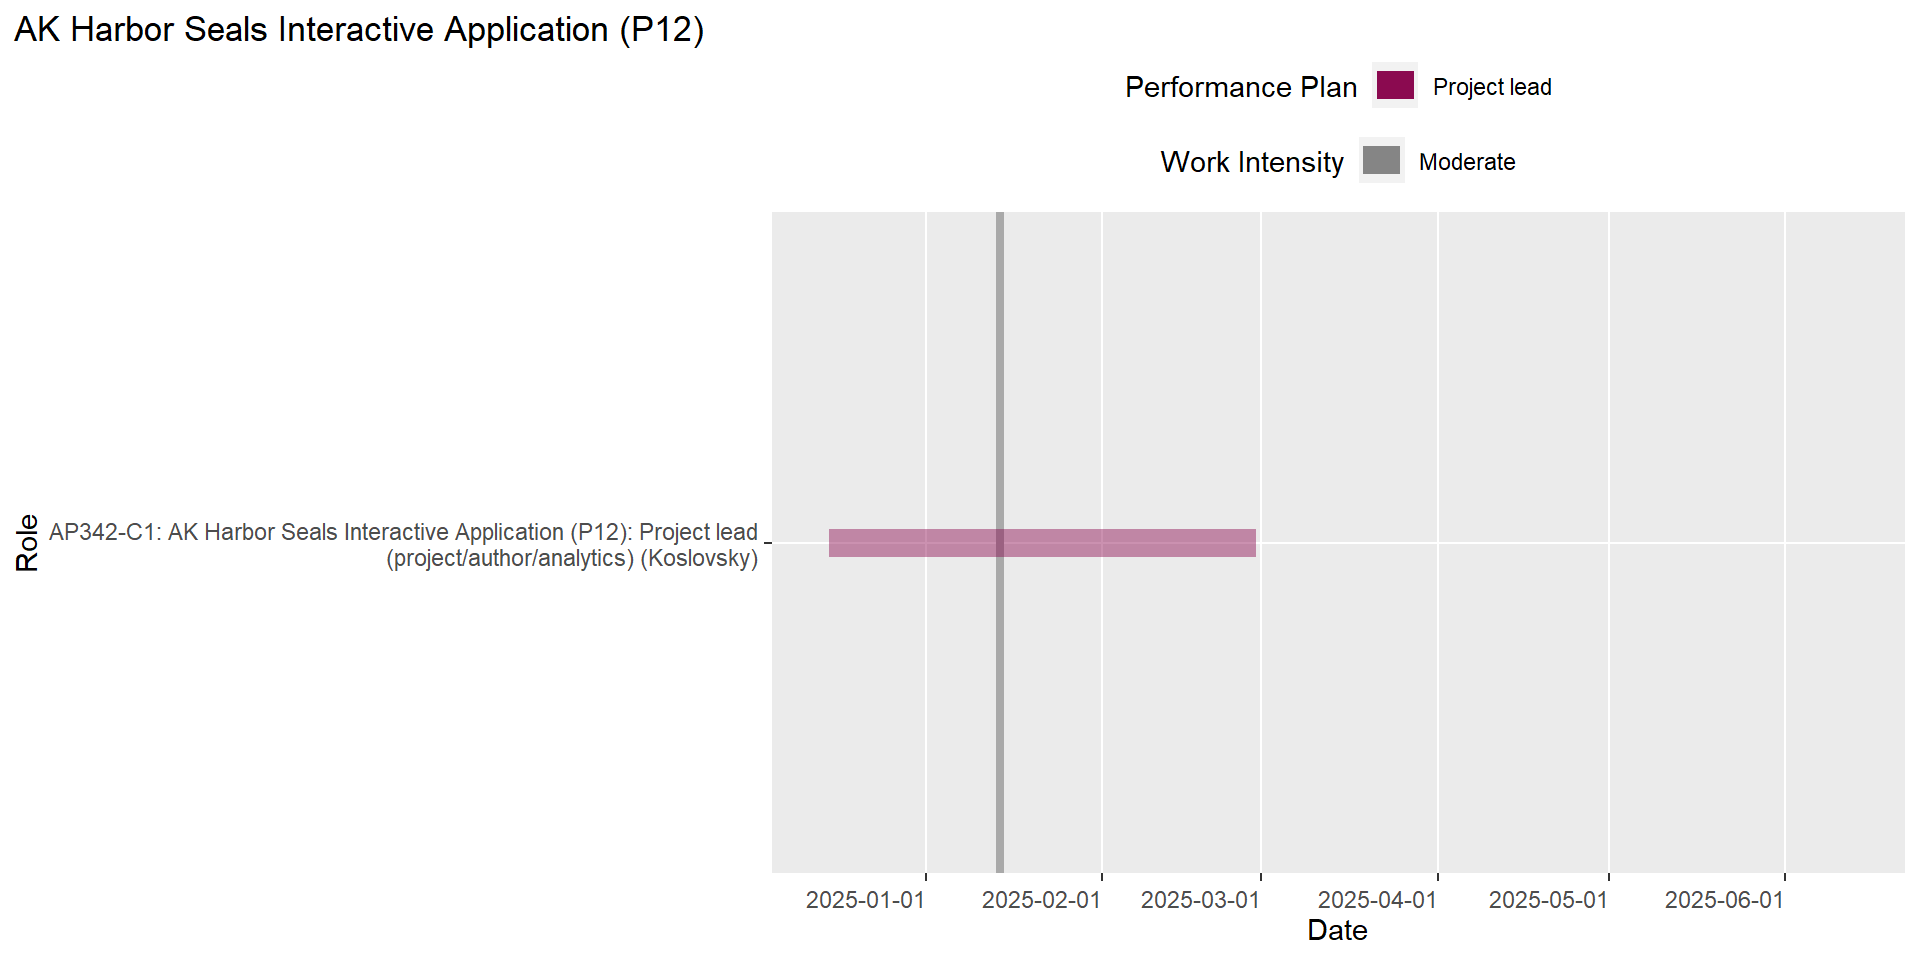 AK Harbor Seals Interactive Application (P12)
Performance Plan Project lead
Work Intensity Moderate
Role
AP342-C1: AK Harbor Seals Interactive Application (P12): Project lead
(project/author/analytics) (Koslovsky)
2025-01-01 2025-02-01 2025-03-01 2025-04-01 2025-05-01 2025-06-01
Date